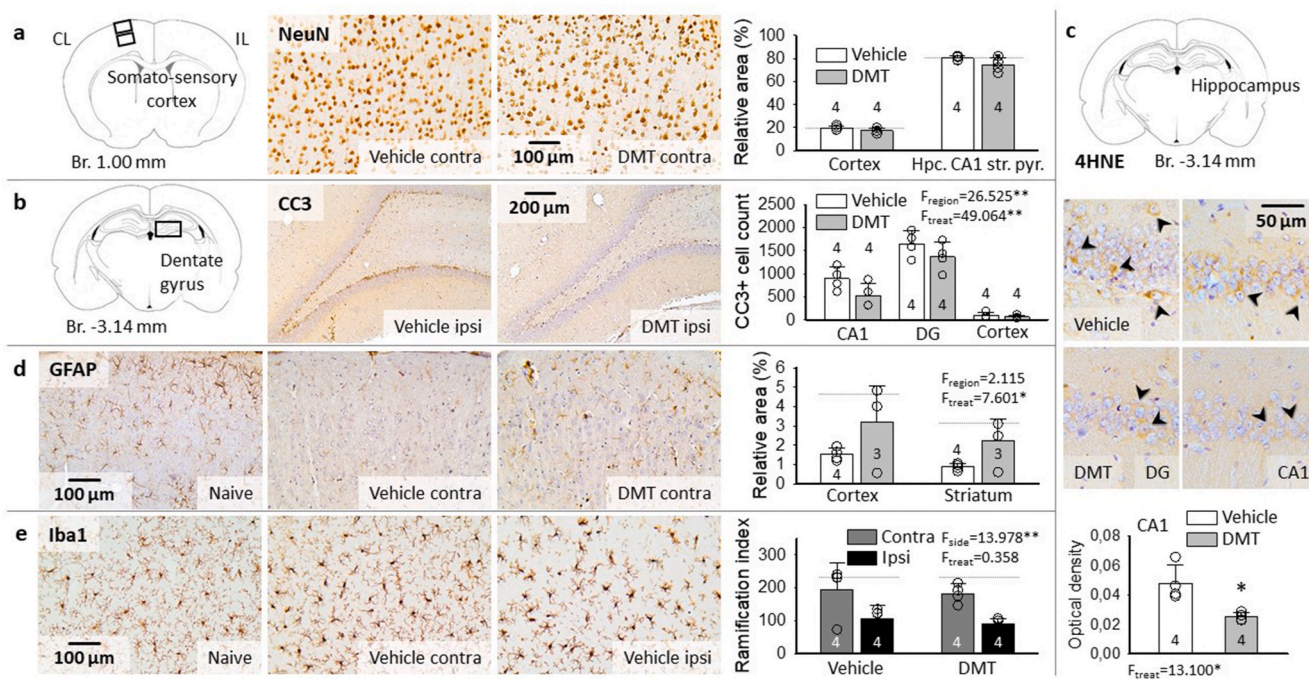 a
CL
IL
Somato-sensory
cortex
Br. 1.00 mm
NeuN
Vehicle contra
100 µm
DMT contra
Relative area (%)
100
80
60
40
20
0
Vehicle
DMT
4
4
4
4
Cortex
Hpc. CA1 str. pyr.
b
Dentate
gyrus
Br. -3.14 mm
CC3
Vehicle ipsi
200 µm
DMT ipsi
CC3+ cell count
2500
2000
1500
1000
500
0
Vehicle
DMT
Fregion=26.525**
Ftreat=49.064**
4
4
4
4
4
4
CA1
DG
Cortex
c
Hippocampus
4HNE
Br. -3.14 mm
50 µm
Vehicle
DMT
DG
CA1
CA1
Vehicle
DMT
Optical density
0,08
0,06
0,04
0,02
0,00
*
4
4
Ftreat=13.100*
d
GFAP
100 µm
Naive
Vehicle contra
DMT contra
Relative area (%)
6
5
4
3
2
1
0
Fregion=2.115
Ftreat=7.601*
4
3
4
3
Cortex
Striatum
e
Iba1
100 µm
Naive
Vehicle contra
Vehicle ipsi
Ramification index
300
200
100
0
Contra
Ipsi
Fside=13.978**
Ftreat=0.358
4
4
4
4
Vehicle
DMT